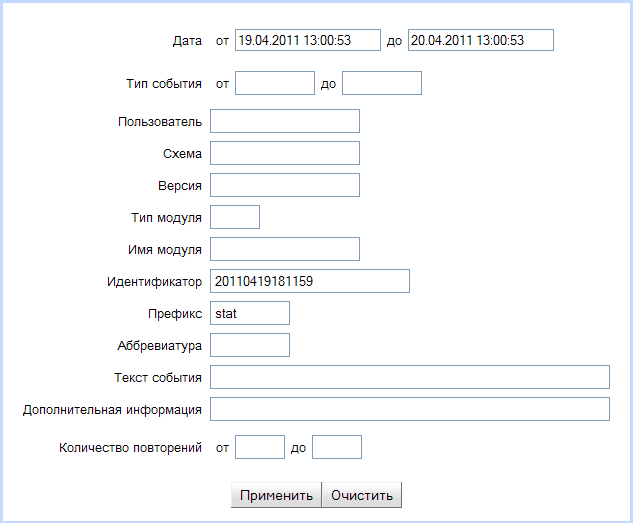 Дата от 19.04.2011 13:00:53 до 20.04.2011 13:00:53
Тип события от до
Пользователь
Схема
Версия
Тип модуля
Имя модуля
Идентификатор 20110419181159
Префикс stat
Аббревиатура
Текст события
Дополнительная информация
Количество повторений от до
Применить Очистить